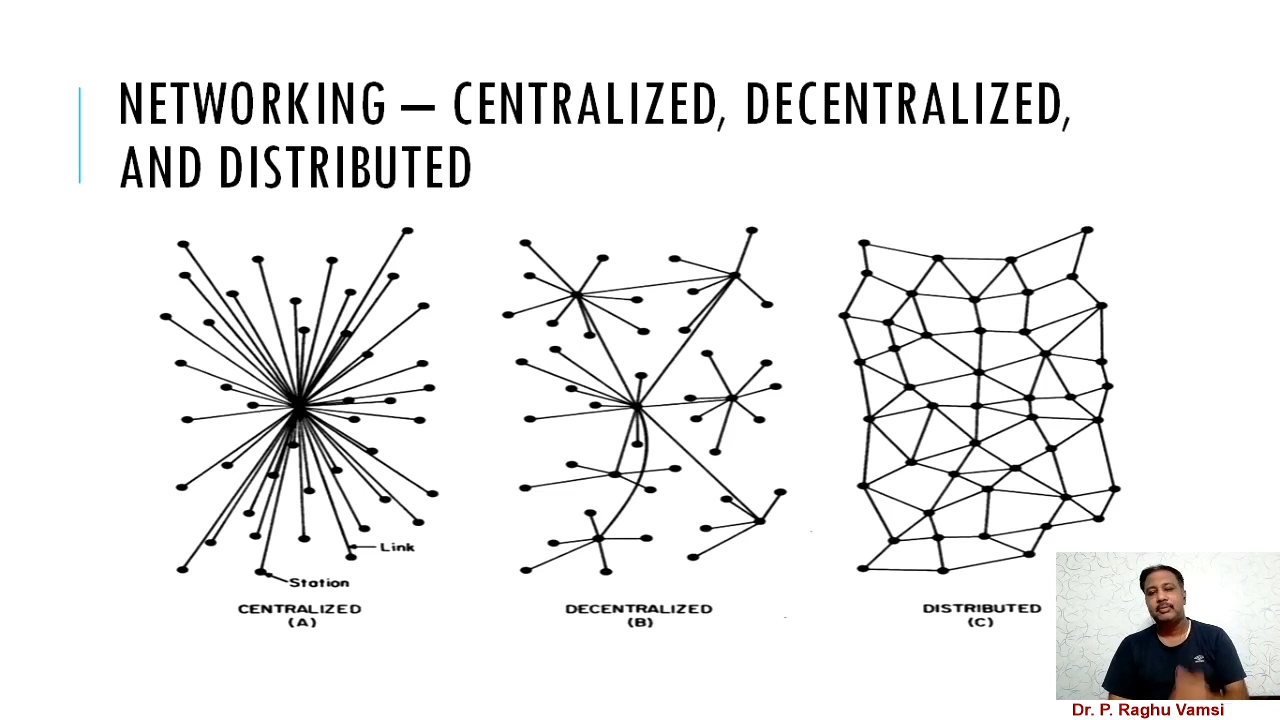 NETWORKING – CENTRALIZED, DECENTRALIZED,
AND DISTRIBUTED
Link
Station
CENTRALIZED
(A)
DECENTRALIZED
(B)
DISTRIBUTED
(C)
Dr. P. Raghu Vamsi